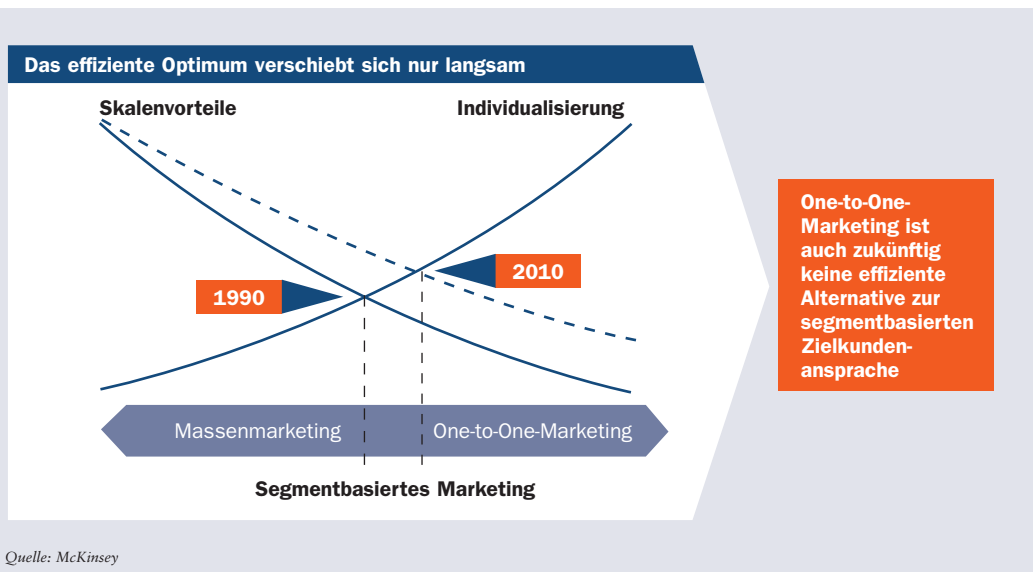 Das effiziente Optimum verschiebt sich nur langsam
Skalenvorteile
Individualisierung
1990
2010
Massenmarketing
One-to-One-Marketing
Segmentbasiertes Marketing
One-to-One-
Marketing ist
auch zukünftig
keine effiziente
Alternative zur
segmentbasierten
Zielkunden-
ansprache
Quelle: McKinsey